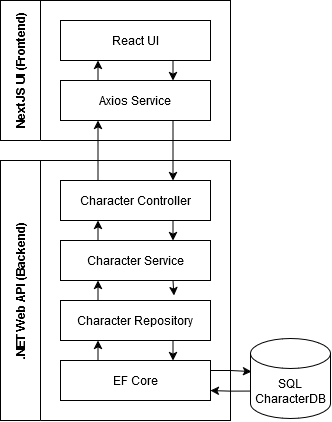 NextJS UI (Frontend)
React UI
Axios Service
.NET Web API (Backend)
Character Controller
Character Service
Character Repository
EF Core
SQL
CharacterDB